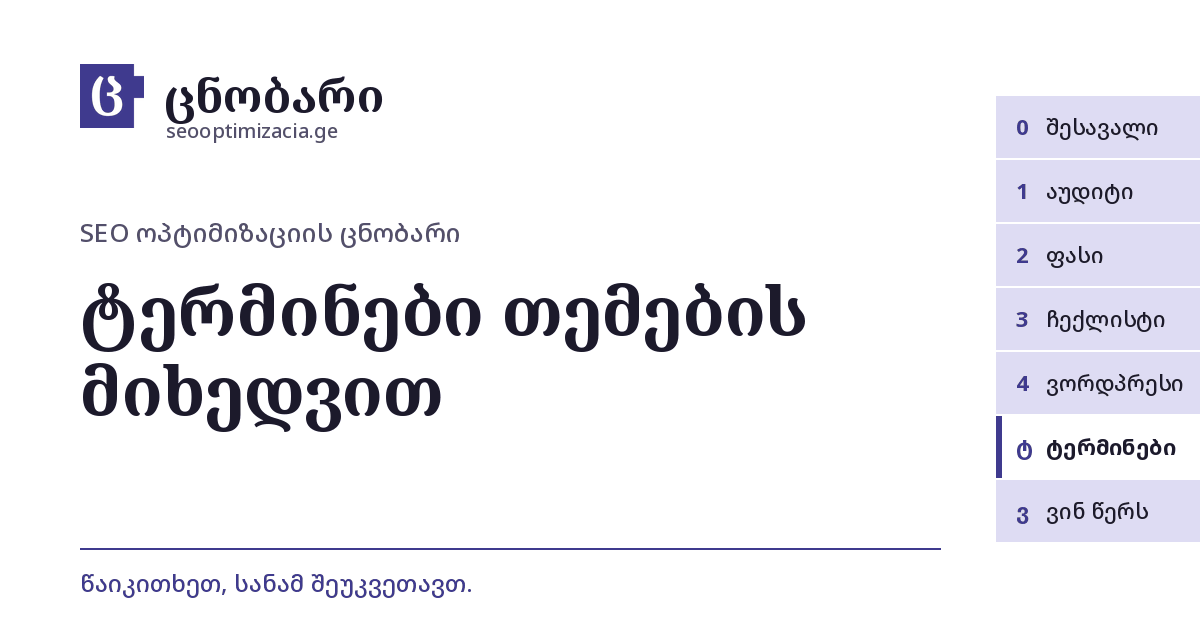 ც ცნობარი
seooptimizacia.ge
SEO ოპტიმიზაციის ცნობარი
ტერმინები თემების
მიხედვით
წაიკითხეთ, სანამ შეუკვეთავთ.
0 შესავალი
1 აუდიტი
2 ფასი
3 ჩექლისტი
4 ვორდპრესი
ტ ტერმინები
ვ ვინ წერს